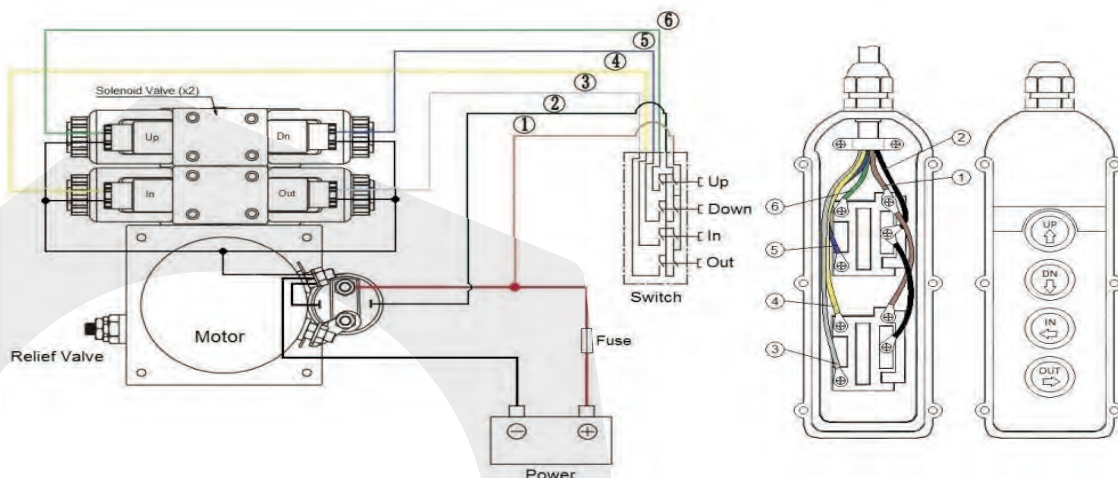 ⑥
⑤
④
③
②
①
Solenoid Valve (x2)
Up
Dn
In
Out
Up
Down
In
Out
Switch
Motor
Relief Valve
Fuse
Power
2
1
6
5
4
3
UP
DN
IN
OUT